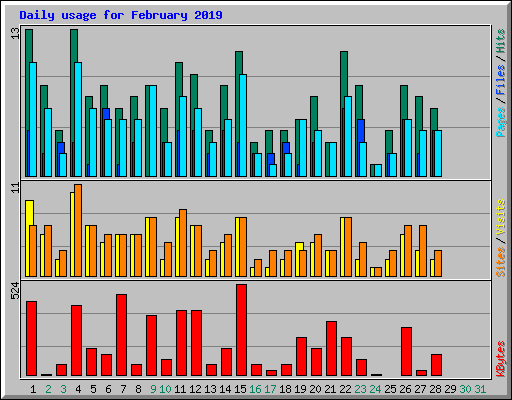 Daily usage for February 2019
13
Pages/Files/Hits
11
Sites/Visits
524
KBytes
1 2 3 4 5 6 7 8 9 10 11 12 13 14 15 16 17 18 19 20 21 22 23 24 25 26 27 28 29 30 31